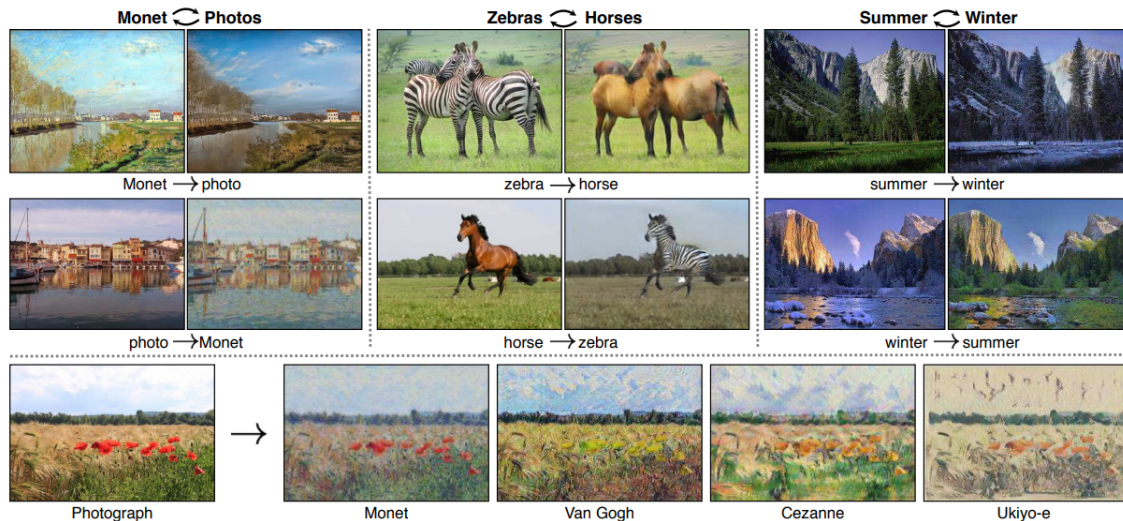 Monet ⇄ Photos
Zebras ⇄ Horses
Summer ⇄ Winter
Monet → photo
zebra → horse
summer → winter
photo → Monet
horse → zebra
winter → summer
Photograph
Monet
Van Gogh
Cezanne
Ukiyo-e